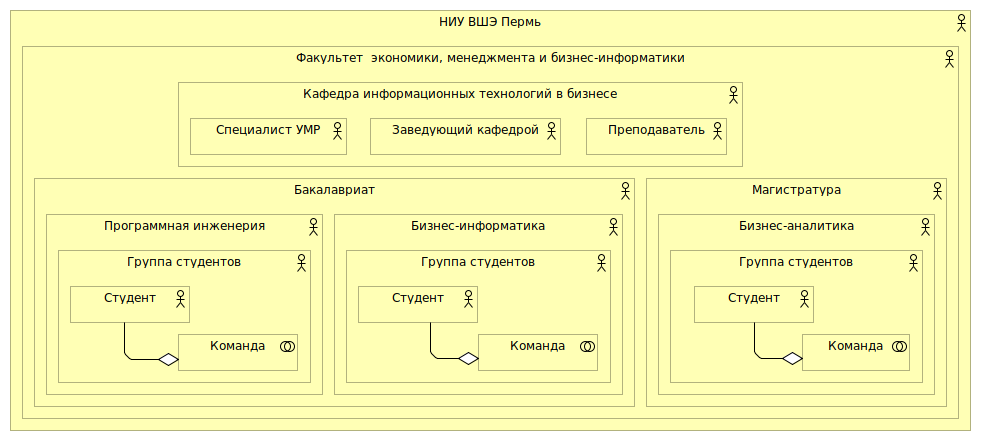 НИУ ВШЭ Пермь
Факультет экономики, менеджмента и бизнес-информатики
Кафедра информационных технологий в бизнесе
Специалист УМР
Заведующий кафедрой
Преподаватель
Бакалавриат
Магистратура
Программная инженерия
Бизнес-информатика
Бизнес-аналитика
Группа студентов
Группа студентов
Группа студентов
Студент
Студент
Студент
Команда
Команда
Команда